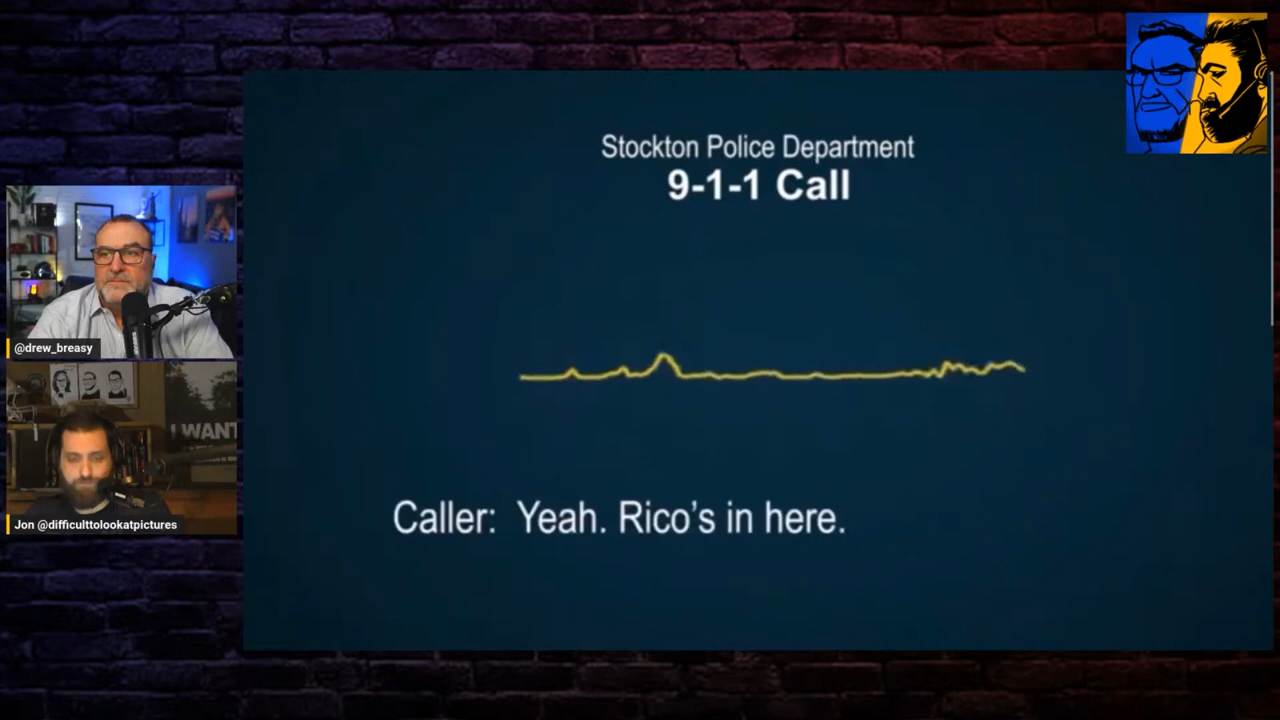 Stockton Police Department
9-1-1 Call
@drew_breasy
I WANT
Jon @difficulttolookatpictures
Caller: Yeah. Rico's in here.